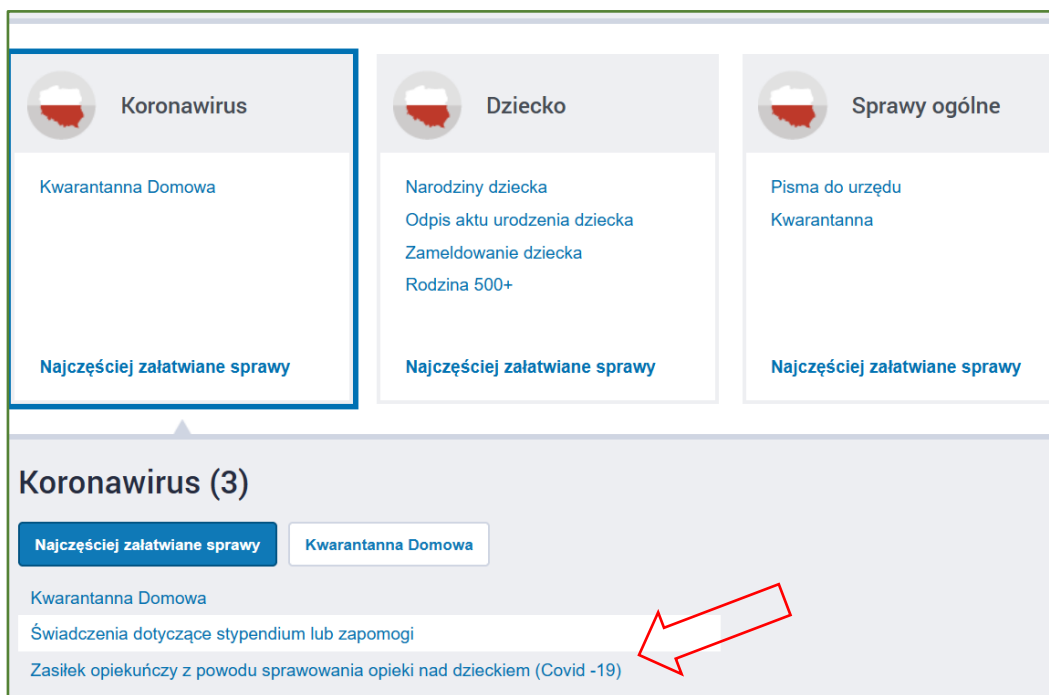 Koronawirus
Kwarantanna Domowa
Najczęściej załatwiane sprawy
Dziecko
Narodziny dziecka
Odpis aktu urodzenia dziecka
Zameldowanie dziecka
Rodzina 500+
Najczęściej załatwiane sprawy
Sprawy ogólne
Pisma do urzędu
Kwarantanna
Najczęściej załatwiane sprawy
Koronawirus (3)
Najczęściej załatwiane sprawy
Kwarantanna Domowa
Kwarantanna Domowa
Świadczenia dotyczące stypendium lub zapomogi
Zasiłek opiekuńczy z powodu sprawowania opieki nad dzieckiem (Covid -19)